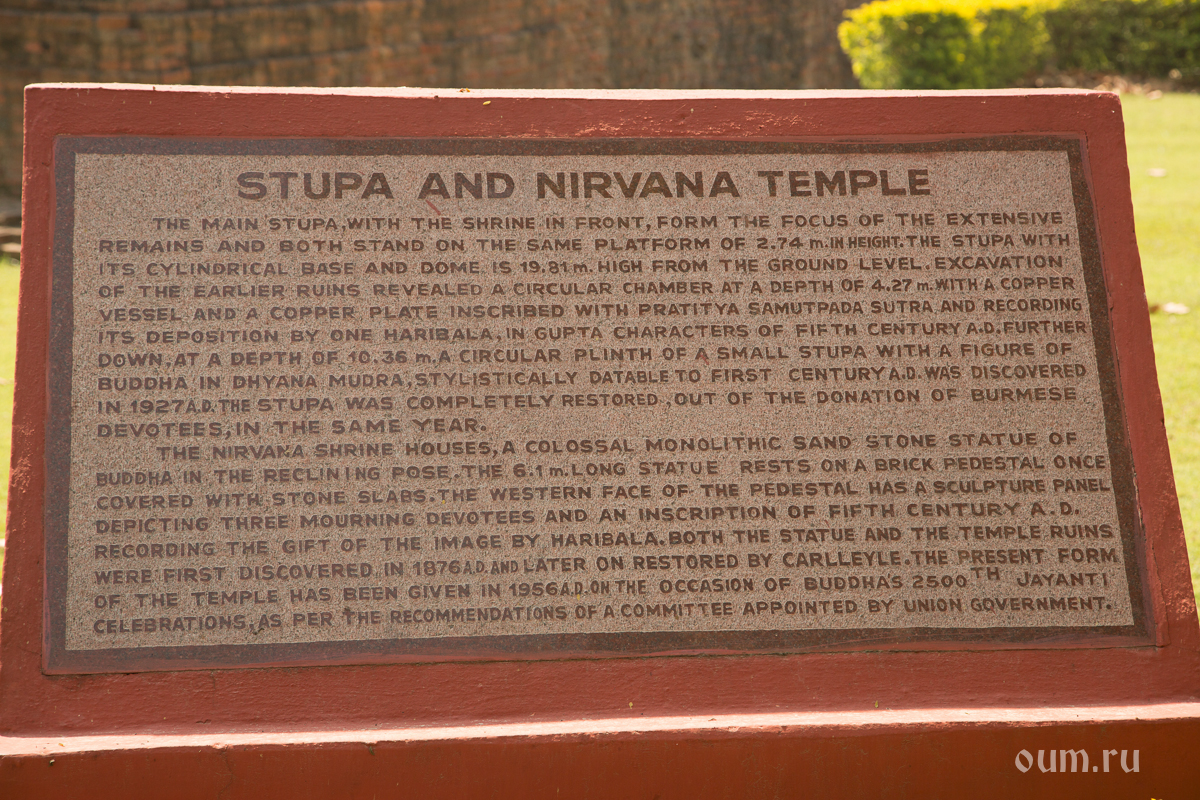 STUPA AND NIRVANA TEMPLE
THE MAIN STUPA, WITH THE SHRINE IN FRONT, FORM THE FOCUS OF THE EXTENSIVE
REMAINS AND BOTH STAND ON THE SAME PLATFORM OF 2.74 m. IN HEIGHT. THE STUPA WITH
ITS CYLINDRICAL BASE AND DOME IS 19.81 m. HIGH FROM THE GROUND LEVEL. EXCAVATION
OF THE EARLIER RUINS REVEALED A CIRCULAR CHAMBER AT A DEPTH OF 4.27 m. WITH A COPPER
VESSEL AND A COPPER PLATE INSCRIBED WITH PRATITYA SAMUTPADA SUTRA AND RECORDING
ITS DEPOSITION BY ONE HARIBALA, IN GUPTA CHARACTERS OF FIFTH CENTURY A.D. FURTHER
DOWN, AT A DEPTH OF 10.36 m. A CIRCULAR PLINTH OF A SMALL STUPA WITH A FIGURE OF
BUDDHA IN DHYANA MUDRA, STYLISTICALLY DATABLE TO FIRST CENTURY A.D. WAS DISCOVERED
IN 1927 A.D. THE STUPA WAS COMPLETELY RESTORED, OUT OF THE DONATION OF BURMESE
DEVOTEES, IN THE SAME YEAR.
THE NIRVANA SHRINE HOUSES, A COLOSSAL MONOLITHIC SAND STONE STATUE OF
BUDDHA IN THE RECLINING POSE. THE 6.1 m. LONG STATUE RESTS ON A BRICK PEDESTAL ONCE
COVERED WITH STONE SLABS. THE WESTERN FACE OF THE PEDESTAL HAS A SCULPTURE PANEL
DEPICTING THREE MOURNING DEVOTEES AND AN INSCRIPTION OF FIFTH CENTURY A.D.
RECORDING THE GIFT OF THE IMAGE BY HARIBALA. BOTH THE STATUE AND THE TEMPLE RUINS
WERE FIRST DISCOVERED IN 1876 A.D. AND LATER ON RESTORED BY CARLLEYLE. THE PRESENT FORM
OF THE TEMPLE HAS BEEN GIVEN IN 1956 A.D. ON THE OCCASION OF BUDDHA'S 2500TH JAYANTI
CELEBRATIONS, AS PER THE RECOMMENDATIONS OF A COMMITTEE APPOINTED BY UNION GOVERNMENT.
oum.ru